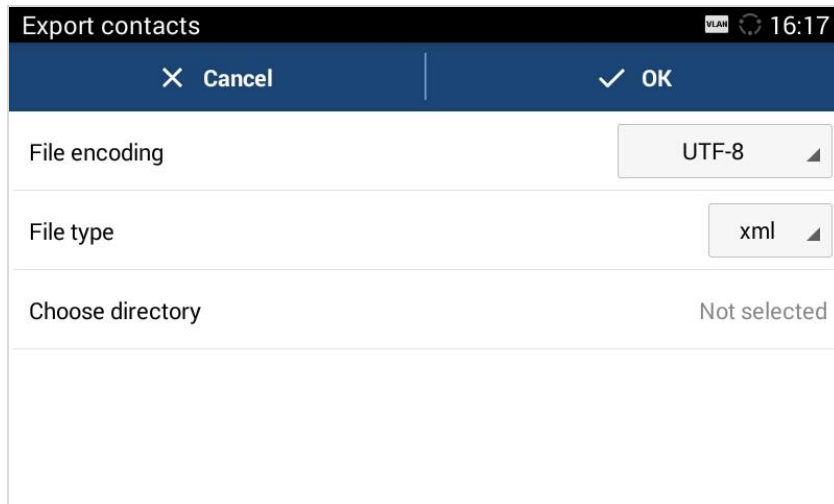 Export contacts VLAN 16:17
Cancel OK
File encoding UTF-8
File type xml
Choose directory Not selected